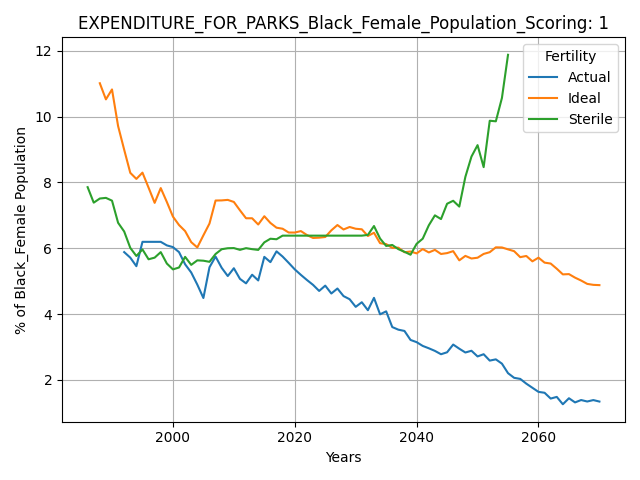 EXPENDITURE_FOR_PARKS_Black_Female_Population_Scoring: 1
% of Black_Female Population
12
10
8
6
4
2
Fertility
Actual
Ideal
Sterile
2000
2020
2040
2060
Years